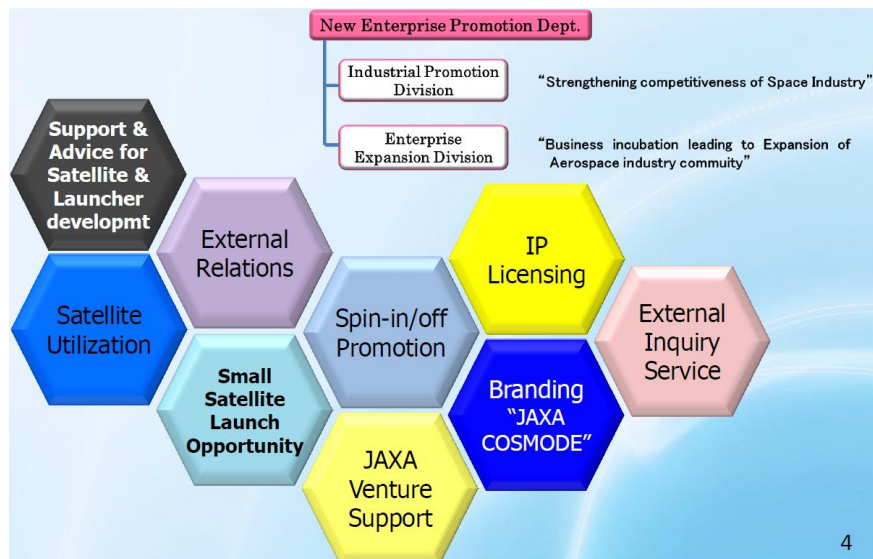 New Enterprise Promotion Dept.
Industrial Promotion
Division
“Strengthening competitiveness of Space Industry”
Enterprise
Expansion Division
“Business incubation leading to Expansion of
Aerospace industry commuity”
Support &
Advice for
Satellite &
Launcher
developmt
External
Relations
IP
Licensing
Satellite
Utilization
Spin-in/off
Promotion
External
Inquiry
Service
Small
Satellite
Launch
Opportunity
Branding
“JAXA
COSMODE”
JAXA
Venture
Support
4